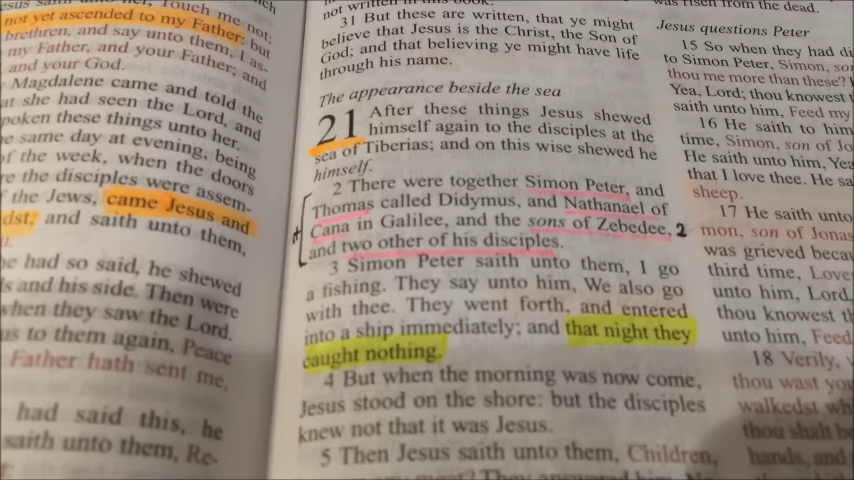 her, Touch me not;
not yet ascended to my Father: but
brethren, and say unto them, I as-
my Father, and your Father; and
and your God.
Magdalene came and told the
she had seen the Lord, and
spoken these things unto her.
same day at evening, being
of the week, when the doors
the disciples were assem-
the Jews, came Jesus and
and saith unto them,
he had so said, he shewed
and his side. Then were
when they saw the Lord.
us to them again, Peace
Father hath sent me,
had said this, he
saith unto them, Re-
not written in this book:
31 But these are written, that ye might
believe that Jesus is the Christ, the Son of
God; and that believing ye might have life
through his name.
The appearance beside the sea
21 After these things Jesus shewed
himself again to the disciples at the
sea of Tiberias; and on this wise shewed he
himself.
2 There were together Simon Peter, and
Thomas called Didymus, and Nathanael of
Cana in Galilee, and the sons of Zebedee, 2
and two other of his disciples.
3 Simon Peter saith unto them, I go
a fishing. They say unto him, We also go
with thee. They went forth, and entered
into a ship immediately; and that night they
caught nothing.
4 But when the morning was now come,
Jesus stood on the shore: but the disciples
knew not that it was Jesus.
5 Then Jesus saith unto them, Children,
was risen from the dead.
Jesus questions Peter
15 So when they had
to Simon Peter, Simon,
thou me more than these?
Yea, Lord; thou knowest
saith unto him, Feed my
16 He saith to him
time, Simon, son of
He saith unto him, Yea
that I love thee. He
sheep.
17 He saith unto
son of Jonas
was grieved
third time,
unto him, Lord,
thou knowest
unto him, Feed
18 Verily,
thou wast
walkedst
thou shalt
hands, and